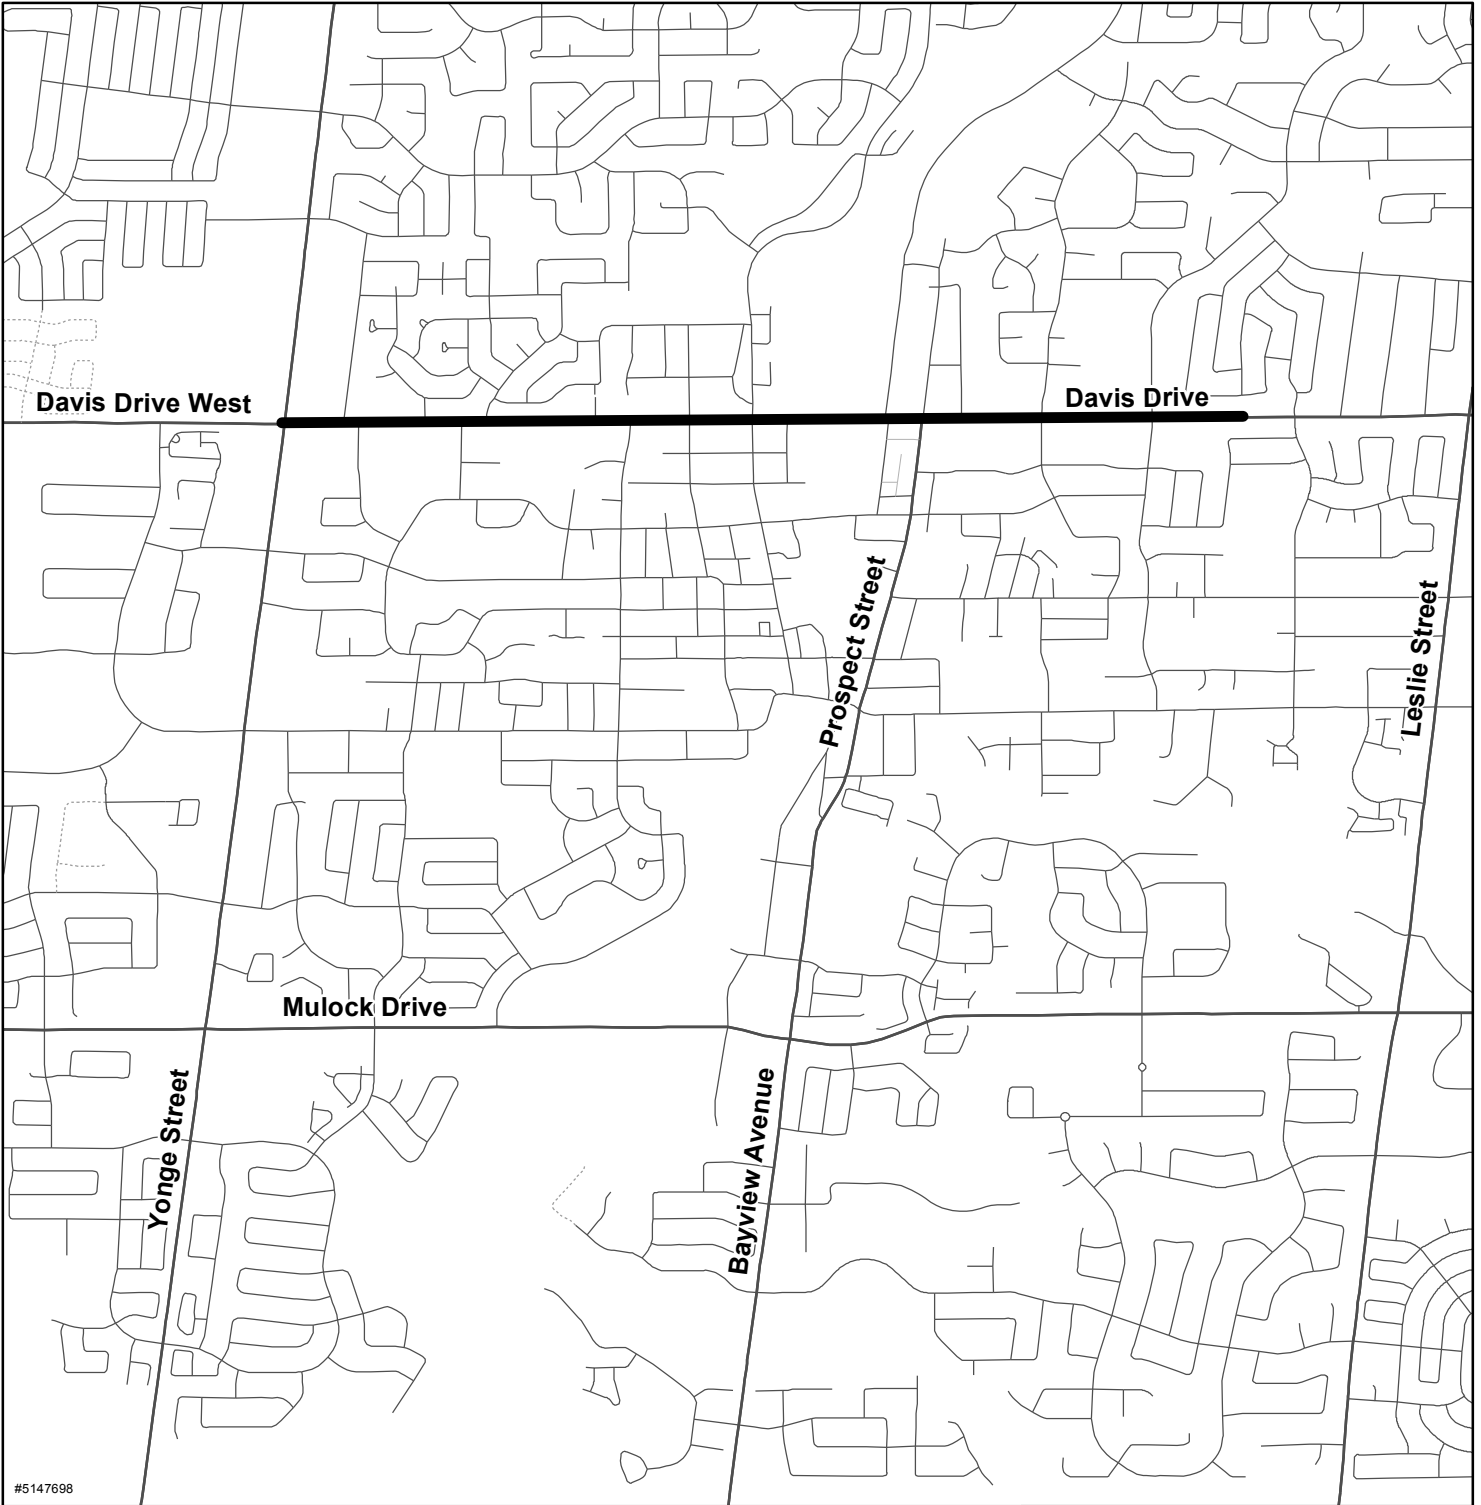 Davis Drive West
Davis Drive
Prospect Street
Leslie Street
Mulock Drive
Yonge Street
Bayview Avenue
#5147698